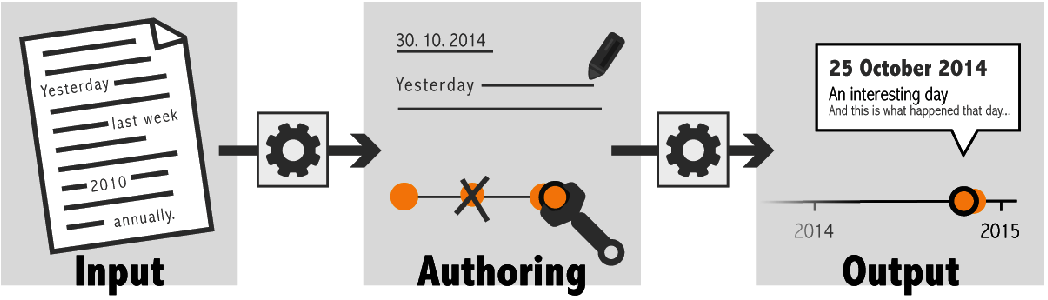 Yesterday
last week
2010
annually.
Input
30. 10. 2014
Yesterday
Authoring
25 October 2014
An interesting day
And this is what happened that day...
2014
2015
Output